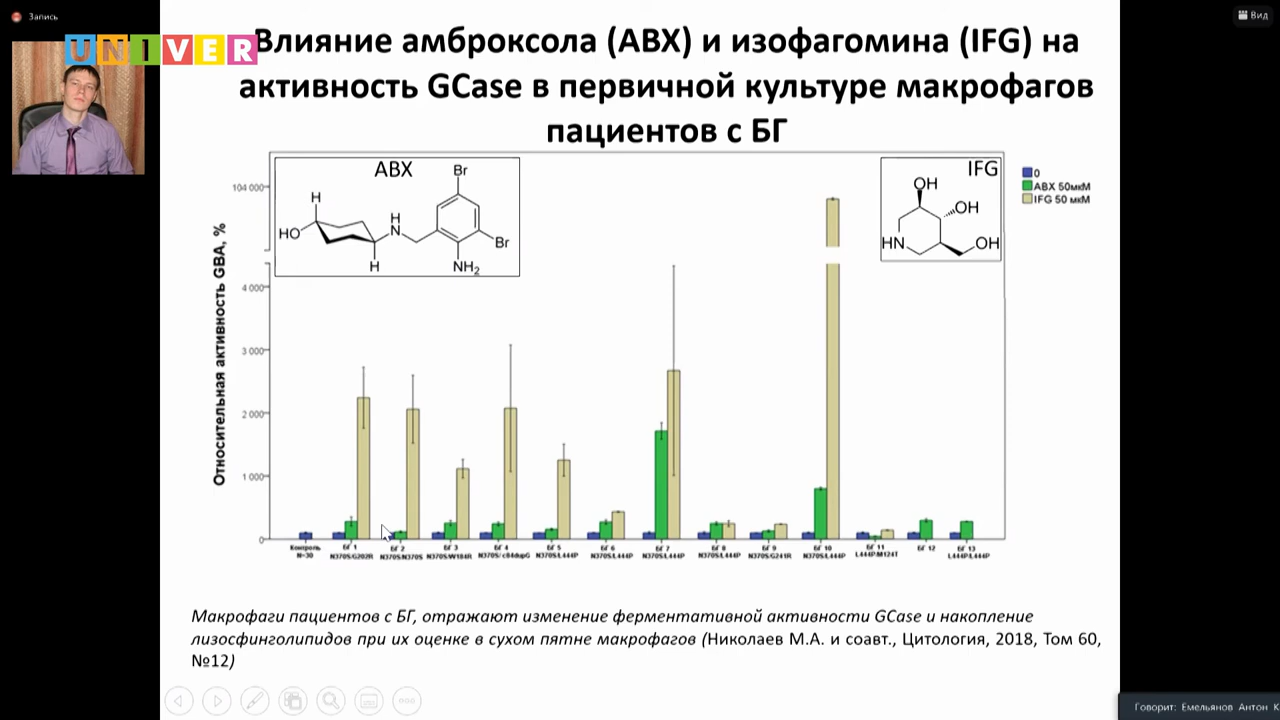 Запись
Вид
UNIVER
Влияние амброксола (ABX) и изофагомина (IFG) на
активность GCase в первичной культуре макрофагов
пациентов с БГ
ABX
Br
H
HO
H
N
Br
H
NH2
IFG
OH
OH
HN
OH
0
ABX 50мкМ
IFG 50 мкМ
Относительная активность GBA, %
104 000
4 000
3 000
2 000
1 000
0
Контроль
N=30
БГ 1
N370S/G202R
БГ 2
N370S/N370S
БГ 3
N370S/W184R
БГ 4
N370S/ c84dupG
БГ 5
N370S/L444P
БГ 6
N370S/L444P
БГ 7
N370S/L444P
БГ 8
N370S/L444P
БГ 9
N370S/G241R
БГ 10
N370S/L444P
БГ 11
L444P/M124T
БГ 12
БГ 13
L444P/L444P
Макрофаги пациентов с БГ, отражают изменение ферментативной активности GCase и накопление
лизосфинголипидов при их оценке в сухом пятне макрофагов (Николаев М.А. и соавт., Цитология, 2018, Том 60,
№12)
Говорит: Емельянов Антон К